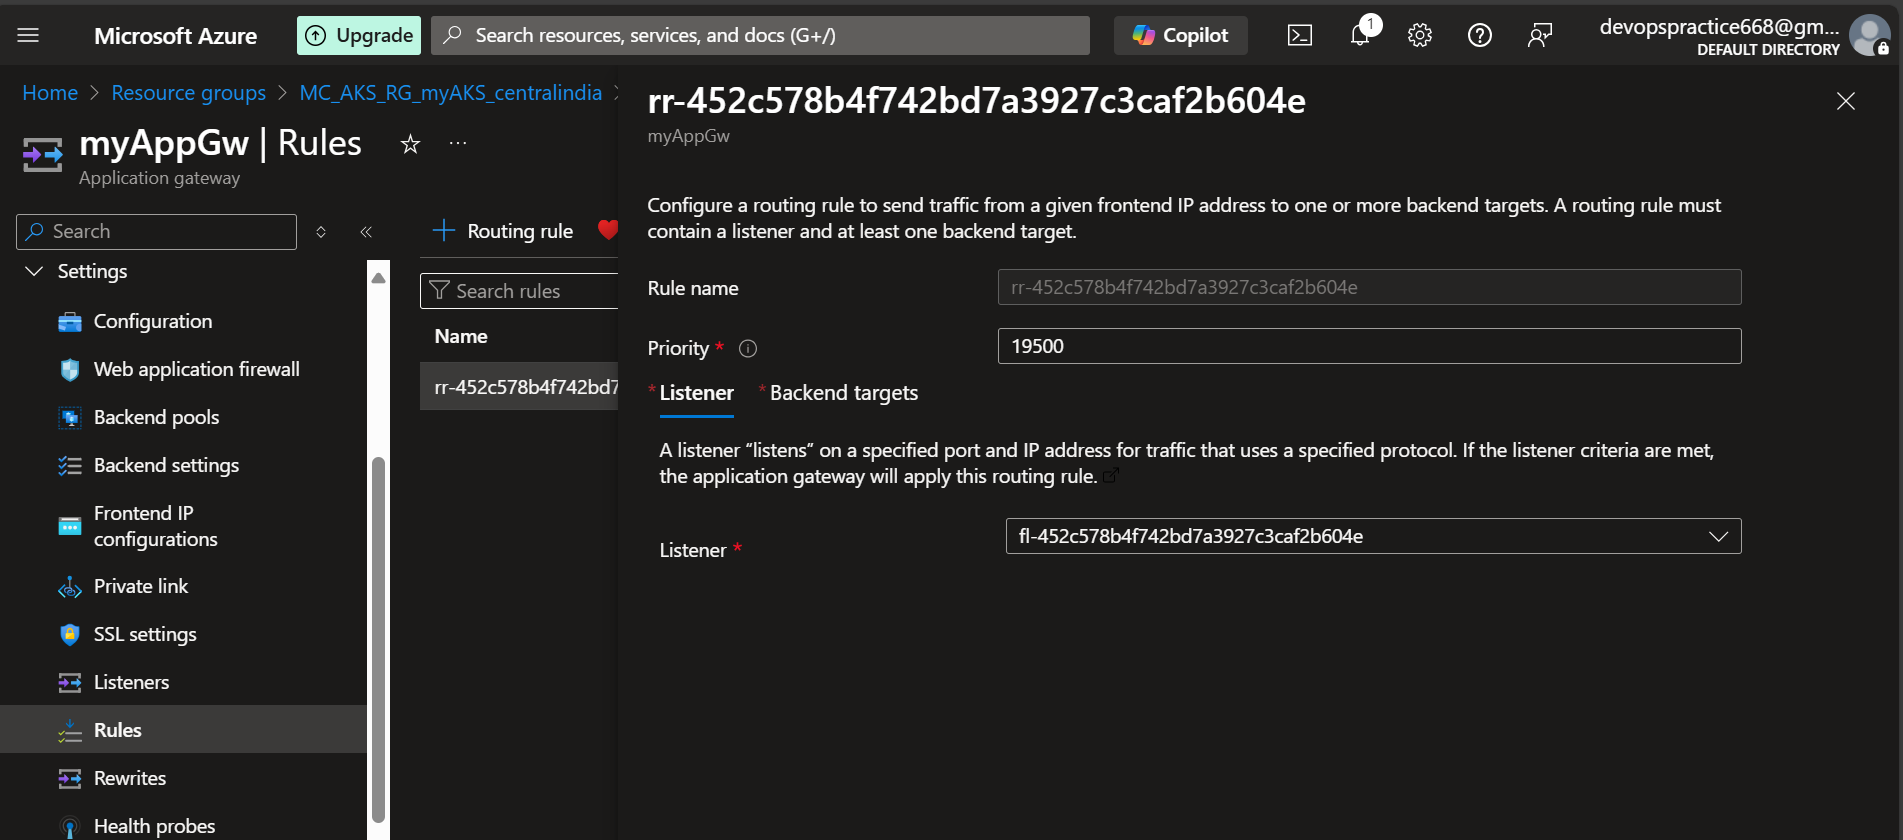 Microsoft Azure
Upgrade
Search resources, services, and docs (G+/)
Copilot
1
devopspractice668@gm...
DEFAULT DIRECTORY
Home > Resource groups > MC_AKS_RG_myAKS_centralindia >
myAppGw | Rules
Application gateway
Search
Settings
Configuration
Web application firewall
Backend pools
Backend settings
Frontend IP
configurations
Private link
SSL settings
Listeners
Rules
Rewrites
Health probes
Routing rule
Search rules
Name
rr-452c578b4f742bd7
rr-452c578b4f742bd7a3927c3caf2b604e
myAppGw
Configure a routing rule to send traffic from a given frontend IP address to one or more backend targets. A routing rule must
contain a listener and at least one backend target.
Rule name
rr-452c578b4f742bd7a3927c3caf2b604e
Priority *
19500
* Listener
* Backend targets
A listener “listens” on a specified port and IP address for traffic that uses a specified protocol. If the listener criteria are met,
the application gateway will apply this routing rule.
Listener *
fl-452c578b4f742bd7a3927c3caf2b604e